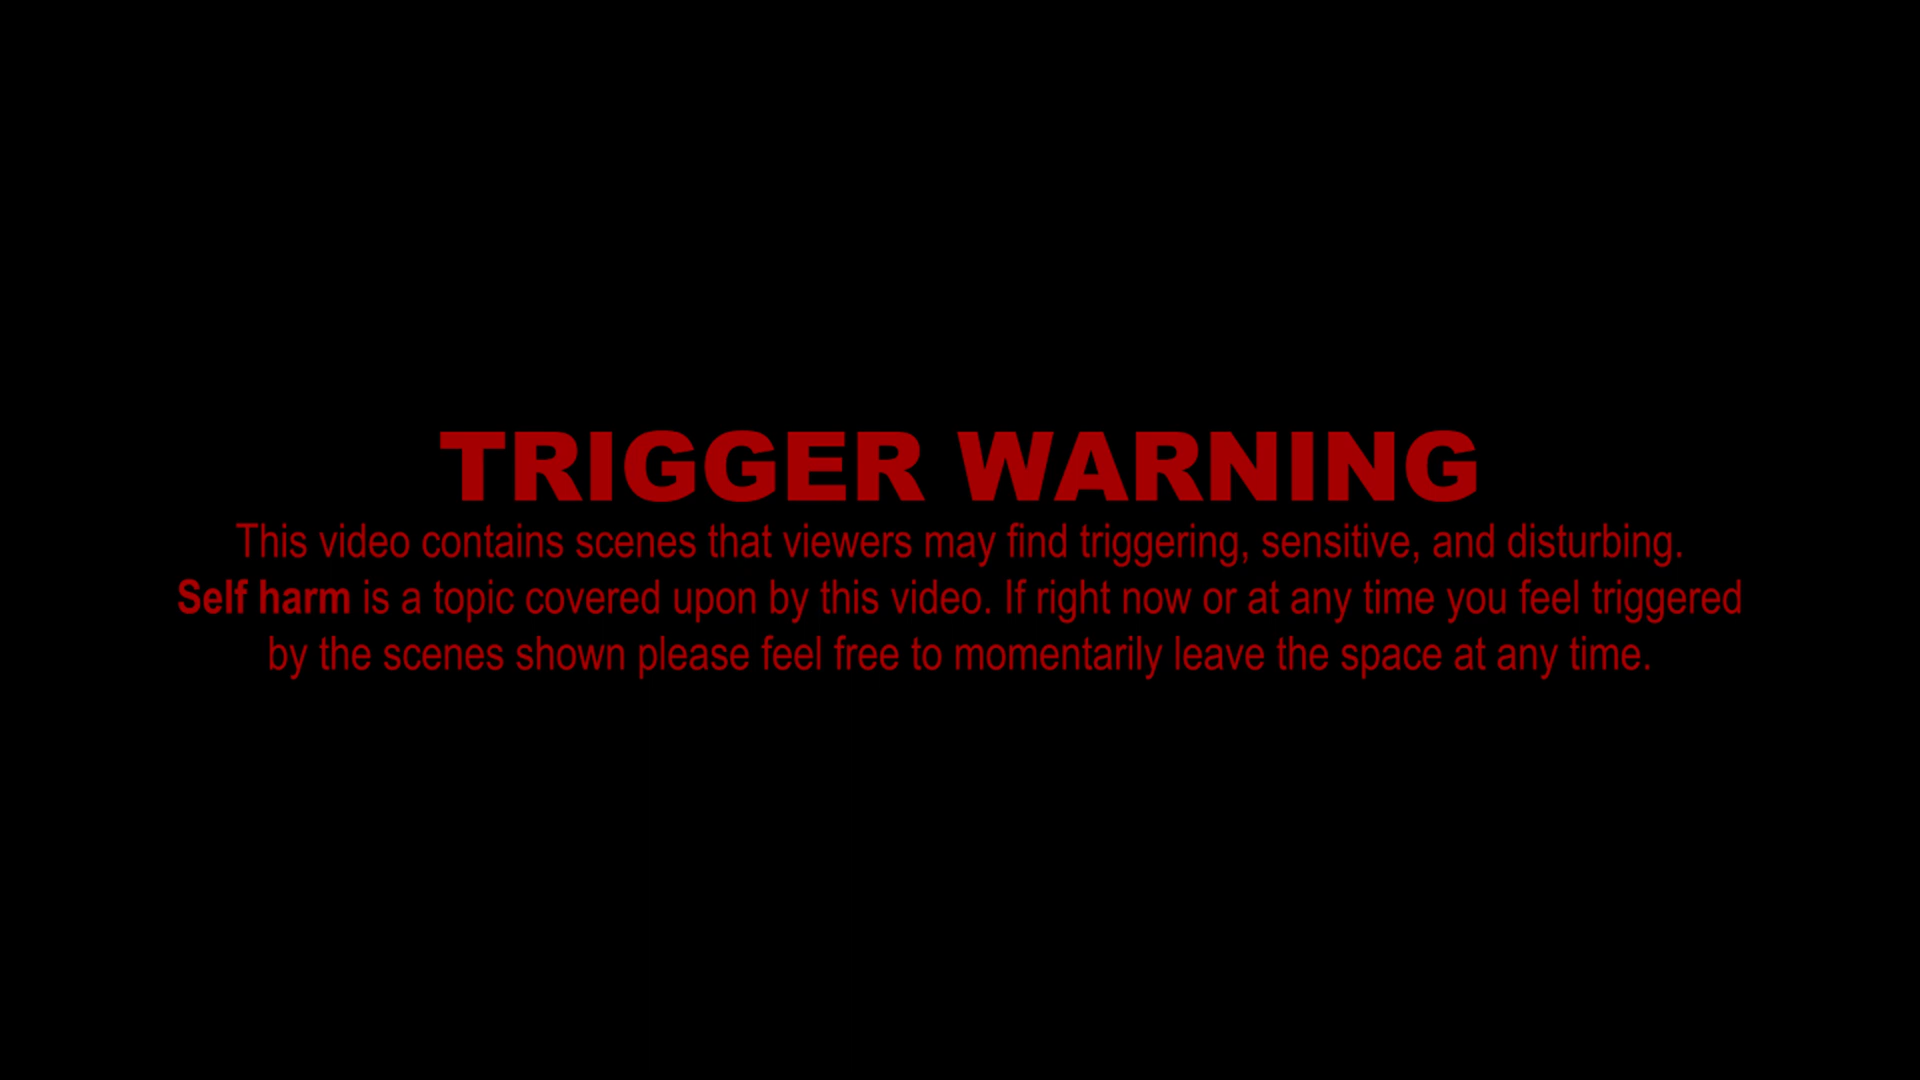 TRIGGER WARNING
This video contains scenes that viewers may find triggering, sensitive, and disturbing.
Self harm is a topic covered upon by this video. If right now or at any time you feel triggered
by the scenes shown please feel free to momentarily leave the space at any time.